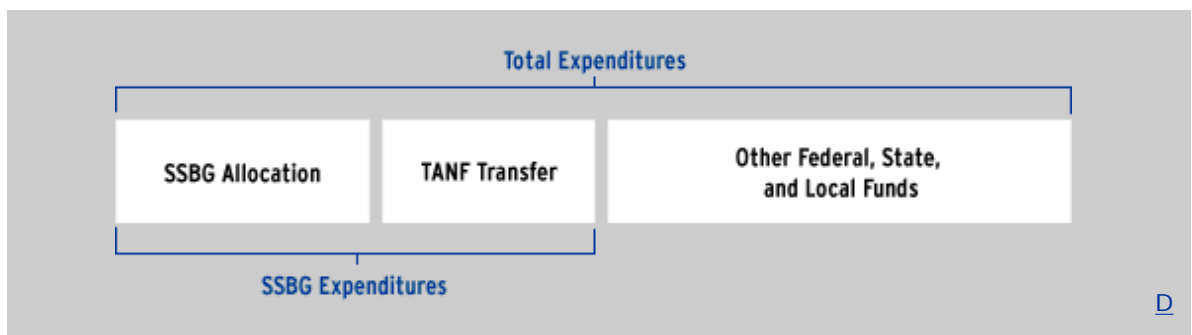 Total Expenditures
SSBG Allocation
TANF Transfer
Other Federal, State,
and Local Funds
SSBG Expenditures
D